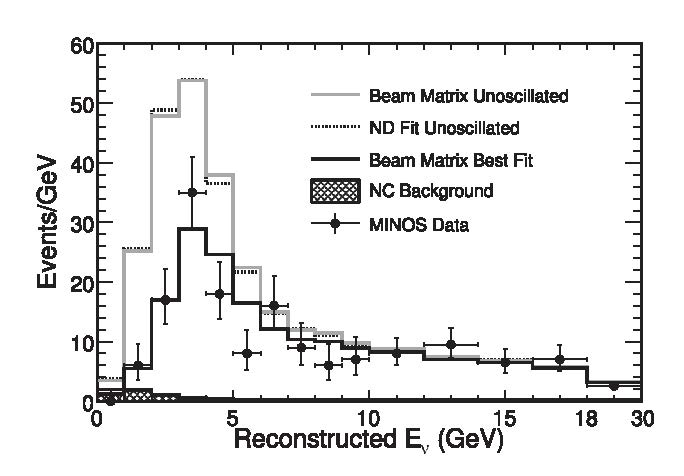 60
50
40
30
20
10
0
Events/GeV
Beam Matrix Unoscillated
ND Fit Unoscillated
Beam Matrix Best Fit
NC Background
MINOS Data
0 5 10 15 18 30
Reconstructed Eν (GeV)